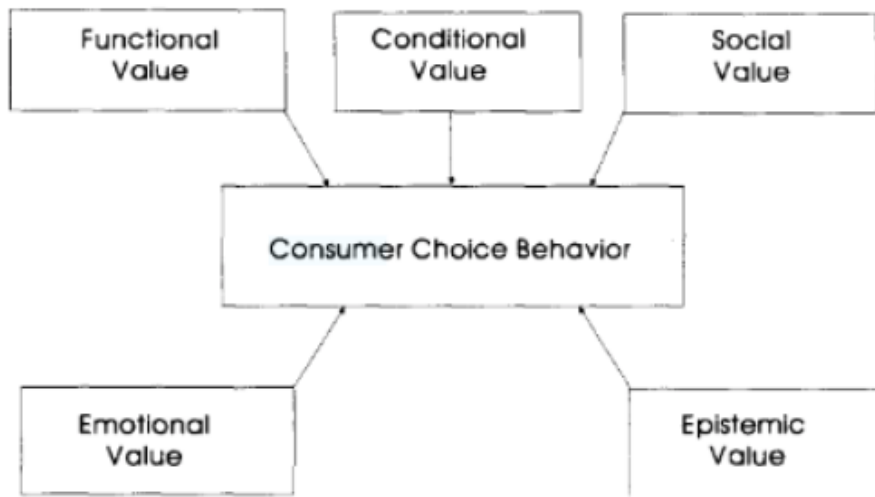 Functional
Value
Conditional
Value
Social
Value
Consumer Choice Behavior
Emotional
Value
Epistemic
Value